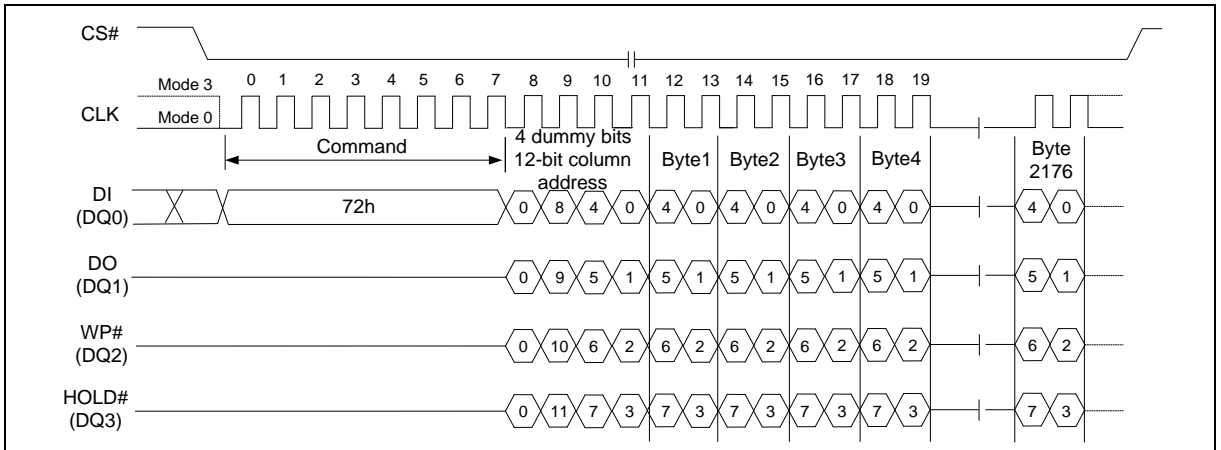 CS#
Mode 3 0 1 2 3 4 5 6 7 8 9 10 11 12 13 14 15 16 17 18 19
CLK
Mode 0
Command
4 dummy bits
12-bit column
address
Byte1 Byte2 Byte3 Byte4
Byte
2176
DI
(DQ0)
72h 0 8 4 0 4 0 4 0 4 0 4 0 4 0
DO
(DQ1)
0 9 5 1 5 1 5 1 5 1 5 1 5 1
WP#
(DQ2)
0 10 6 2 6 2 6 2 6 2 6 2 6 2
HOLD#
(DQ3)
0 11 7 3 7 3 7 3 7 3 7 3 7 3